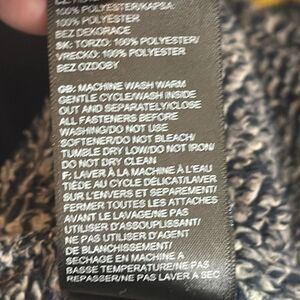 100% POLYESTER/KAPSA:
100% POLYESTER
BEZ DEKORACE
SK: TORZO: 100% POLYESTER/
VRECKO: 100% POLYESTER
BEZ OZDOBY
GB: MACHINE WASH WARM
GENTLE CYCLE/WASH INSIDE
OUT AND SEPARATELY/CLOSE
ALL FASTENERS BEFORE
WASHING/DO NOT USE
SOFTENER/DO NOT BLEACH/
TUMBLE DRY LOW/DO NOT IRON/
DO NOT DRY CLEAN
F: LAVER À LA MACHINE À L'EAU
TIÈDE AU CYCLE DÉLICAT/LAVER
SUR L'ENVERS ET SEPAREMENT/
FERMER TOUTES LES ATTACHES
AVANT LE LAVAGE/NE PAS
UTILISER D'ASSOUPLISSANT/
NE PAS UTILISER D'AGENT
DE BLANCHISSEMENT/
SECHAGE EN MACHINE A
BASSE TEMPERATURE/NE PAS
REPASSER/NE PAS LAVER A SEC